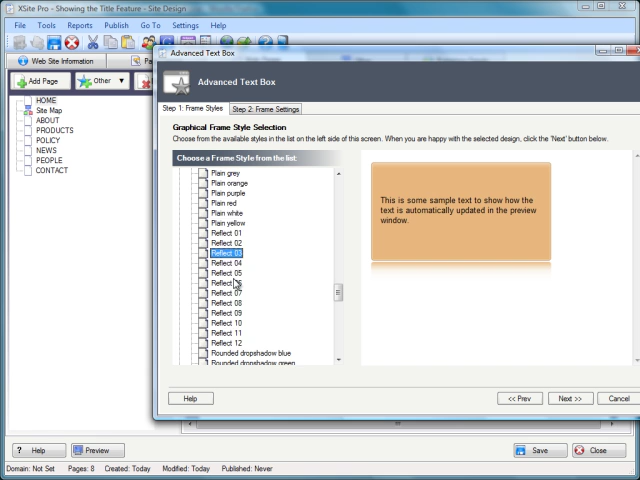 XSite Pro - Showing the Title Feature - Site Design
File Tools Reports Publish Go To Settings Help
Web Site Information
Add Page Other
HOME
Site Map
ABOUT
PRODUCTS
POLICY
NEWS
PEOPLE
CONTACT
Advanced Text Box
Advanced Text Box
Step 1: Frame Styles Step 2: Frame Settings
Graphical Frame Style Selection
Choose from the available styles in the list on the left side of this screen. When you are happy with the selected design, click the 'Next' button below.
Choose a Frame Style from the list:
Plain grey
Plain orange
Plain purple
Plain red
Plain white
Plain yellow
Reflect 01
Reflect 02
Reflect 03
Reflect 04
Reflect 05
Reflect
Reflect 07
Reflect 08
Reflect 09
Reflect 10
Reflect 11
Reflect 12
Rounded dropshadow blue
Rounded dropshadow green
This is some sample text to show how the
text is automatically updated in the preview
window.
Help << Prev Next >> Cancel
? Help Preview Save Close
Domain: Not Set Pages: 8 Created: Today Modified: Today Published: Never